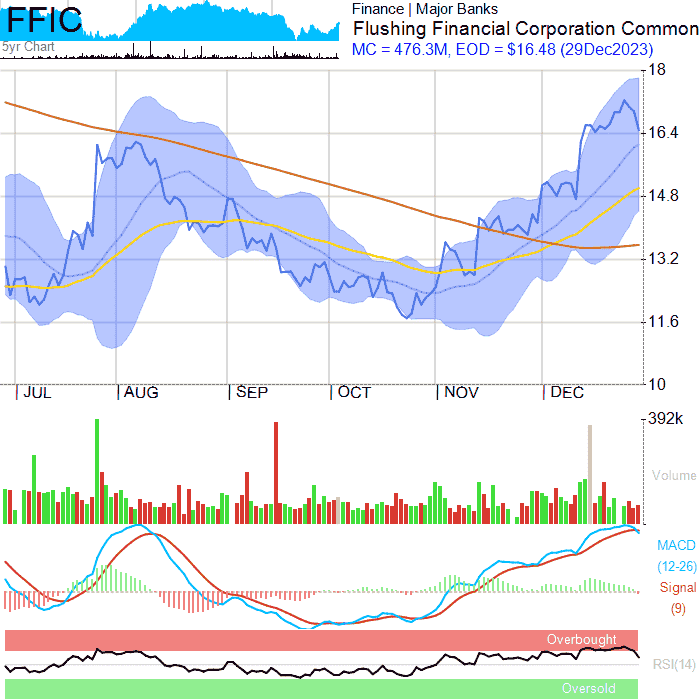 FFIC
5yr Chart
Finance | Major Banks
Flushing Financial Corporation Common
MC = 476.3M, EOD = $16.48 (29Dec2023)
18
16.4
14.8
13.2
11.6
10
JUL AUG SEP OCT NOV DEC
392k
Volume
MACD
(12-26)
Signal
(9)
Overbought
RSI(14)
Oversold